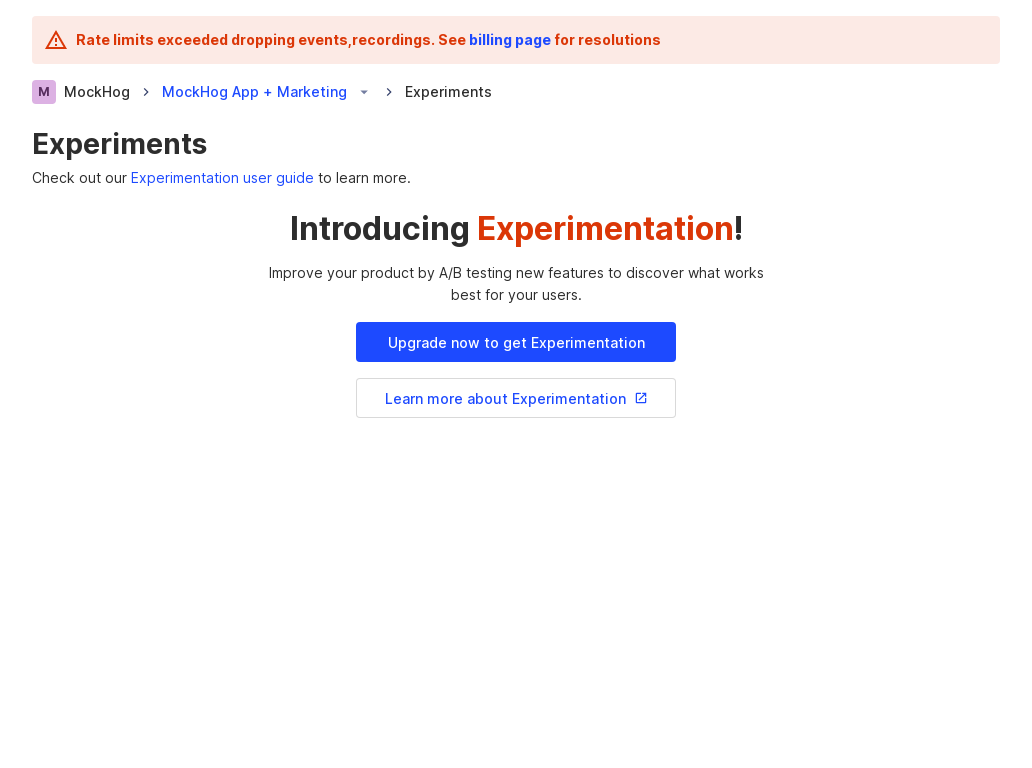 Rate limits exceeded dropping events,recordings. See billing page for resolutions
M MockHog MockHog App + Marketing Experiments
Experiments
Check out our Experimentation user guide to learn more.
Introducing Experimentation!
Improve your product by A/B testing new features to discover what works
best for your users.
Upgrade now to get Experimentation
Learn more about Experimentation